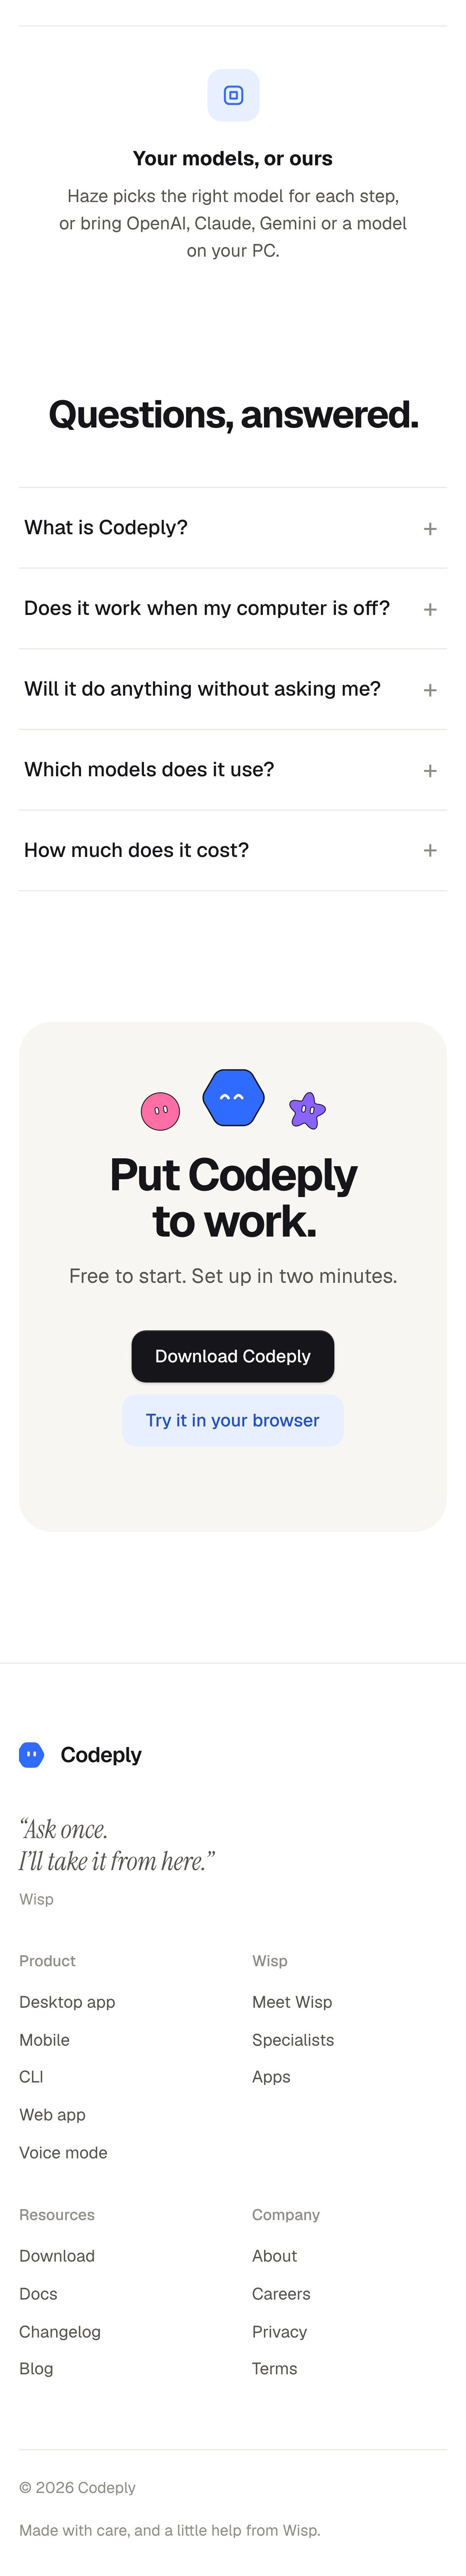 Your models, or ours
Haze picks the right model for each step,
or bring OpenAI, Claude, Gemini or a model
on your PC.
Questions, answered.
What is Codeply?
Does it work when my computer is off?
Will it do anything without asking me?
Which models does it use?
How much does it cost?
Put Codeply
to work.
Free to start. Set up in two minutes.
Download Codeply
Try it in your browser
Codeply
“Ask once.
I’ll take it from here.”
Wisp
Product
Desktop app
Mobile
CLI
Web app
Voice mode
Wisp
Meet Wisp
Specialists
Apps
Resources
Download
Docs
Changelog
Blog
Company
About
Careers
Privacy
Terms
© 2026 Codeply
Made with care, and a little help from Wisp.